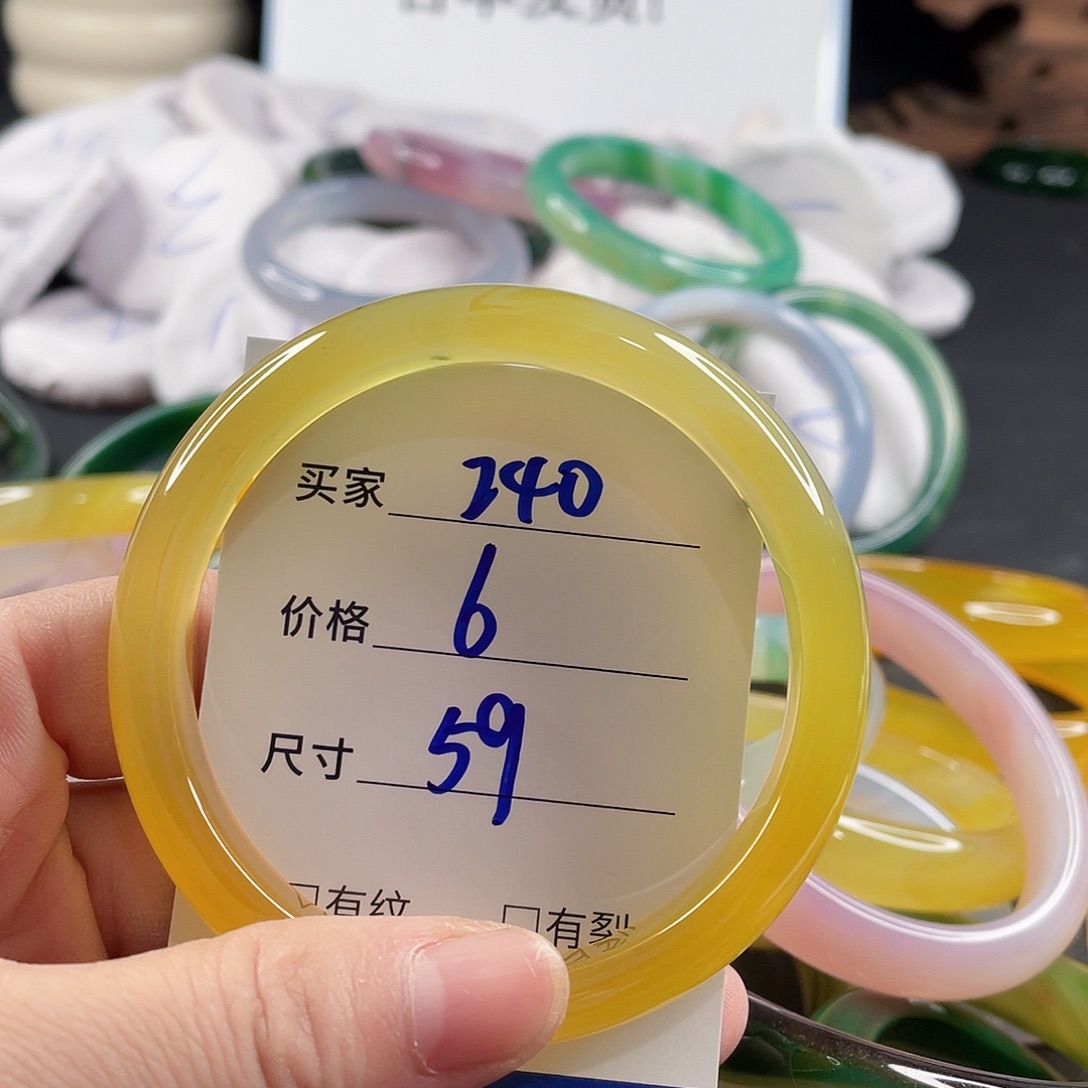 买家 240
价格 6
尺寸 59
□有纹 □有裂